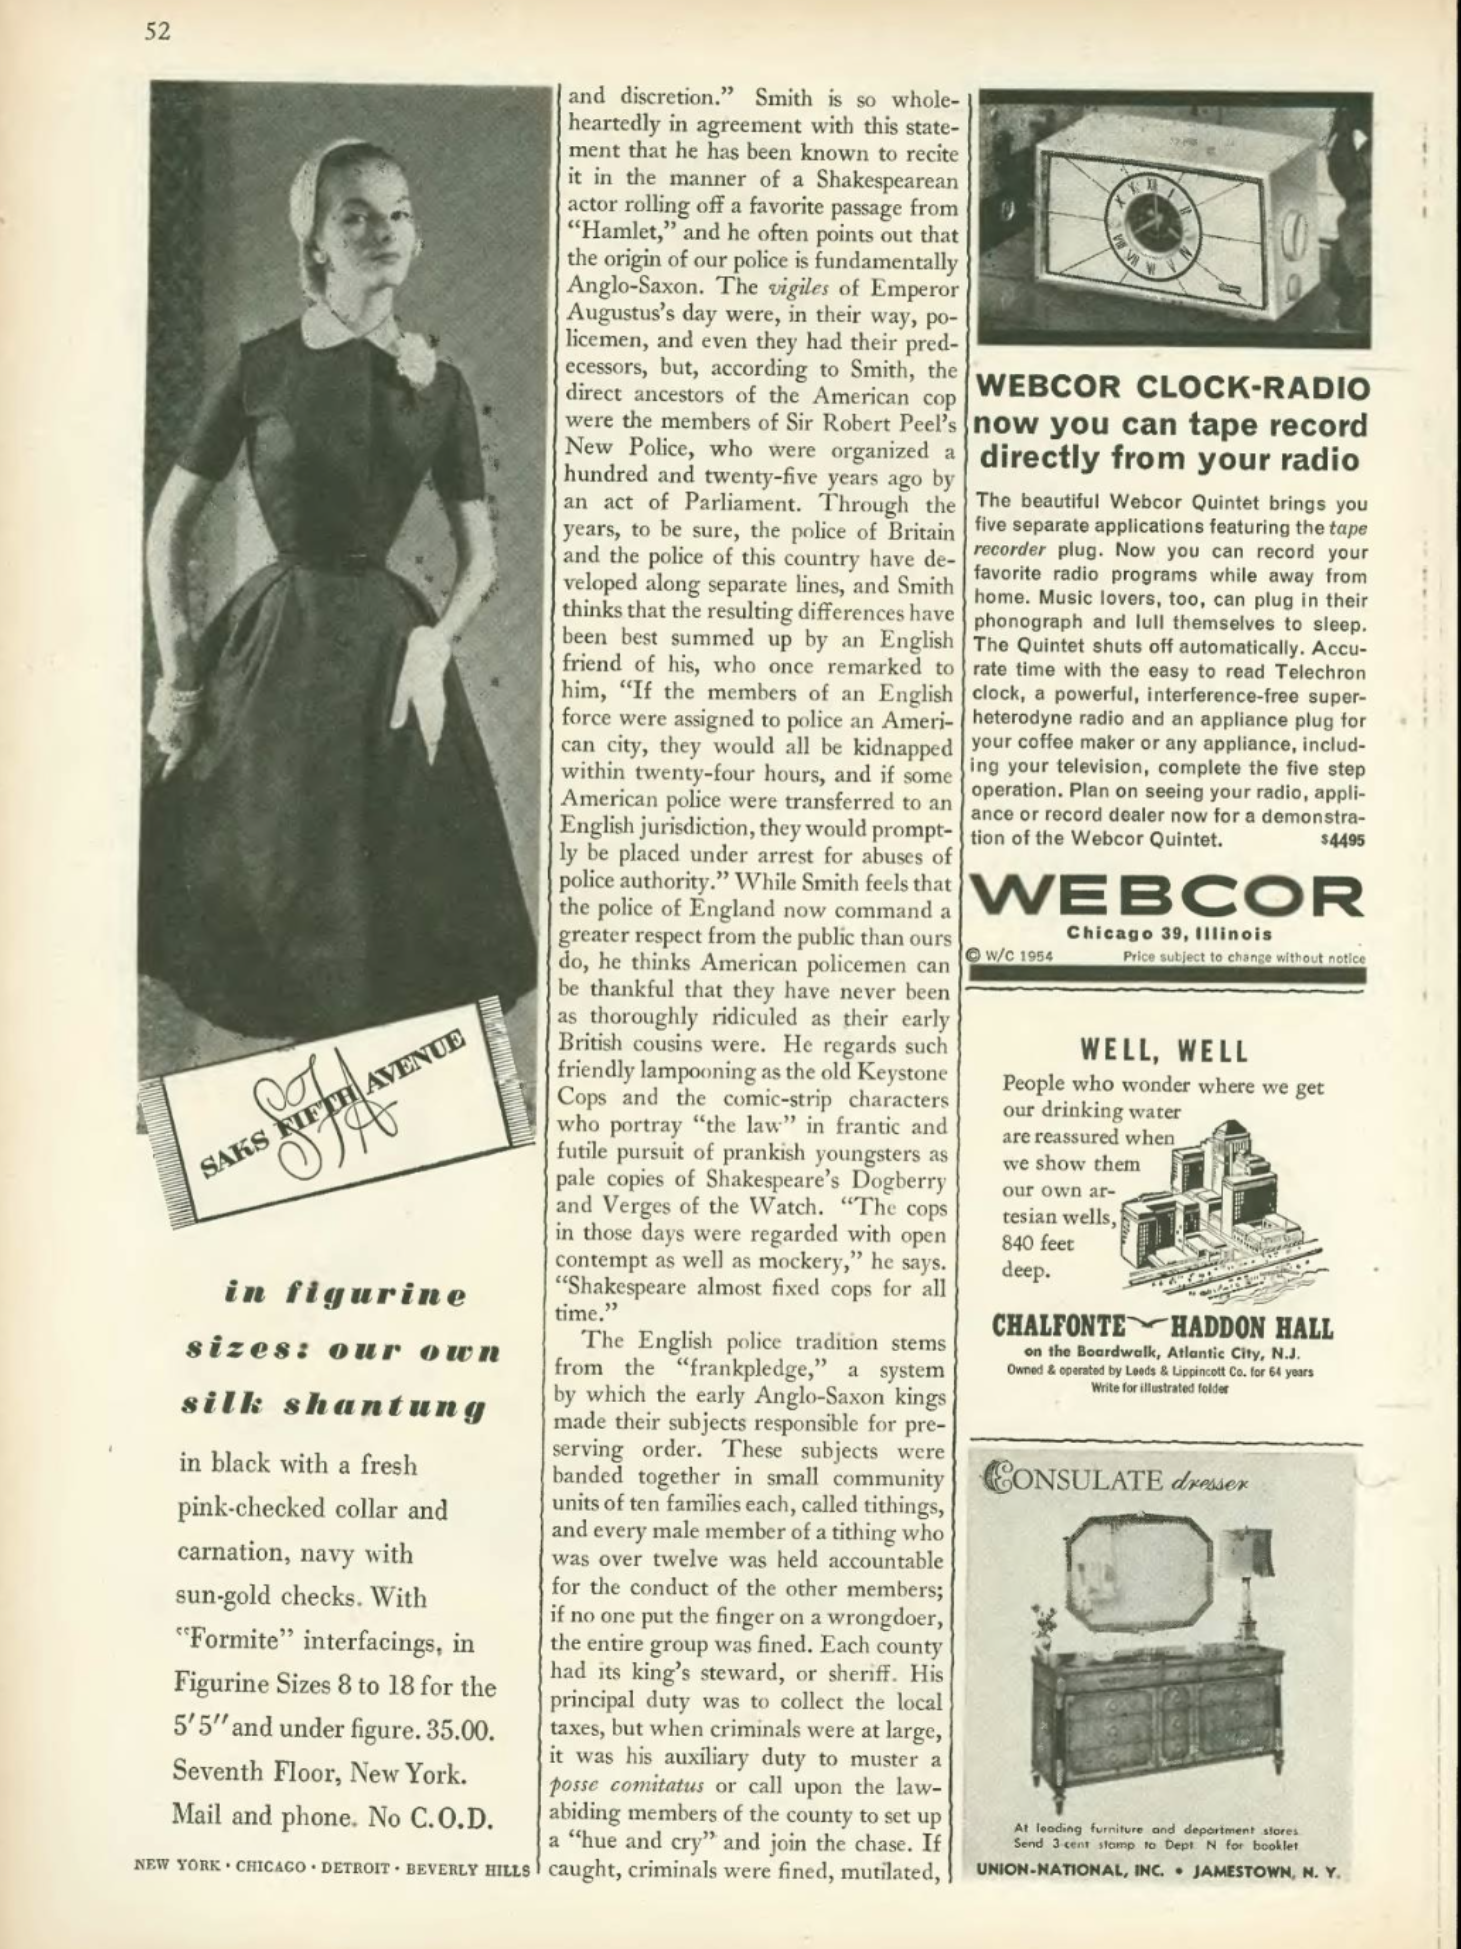 52
SAKS FIFTH AVENUE
SFA
in figurine
sizes: our own
silk shantung
in black with a fresh
pink-checked collar and
carnation, navy with
sun-gold checks. With
“Formite” interfacings, in
Figurine Sizes 8 to 18 for the
5′5″ and under figure. 35.00.
Seventh Floor, New York.
Mail and phone. No C.O.D.
NEW YORK • CHICAGO • DETROIT • BEVERLY HILLS
and discretion.” Smith is so whole-
heartedly in agreement with this state-
ment that he has been known to recite
it in the manner of a Shakespearean
actor rolling off a favorite passage from
“Hamlet,” and he often points out that
the origin of our police is fundamentally
Anglo-Saxon. The vigiles of Emperor
Augustus’s day were, in their way, po-
licemen, and even they had their pred-
ecessors, but, according to Smith, the
direct ancestors of the American cop
were the members of Sir Robert Peel’s
New Police, who were organized a
hundred and twenty-five years ago by
an act of Parliament. Through the
years, to be sure, the police of Britain
and the police of this country have de-
veloped along separate lines, and Smith
thinks that the resulting differences have
been best summed up by an English
friend of his, who once remarked to
him, “If the members of an English
force were assigned to police an Ameri-
can city, they would all be kidnapped
within twenty-four hours, and if some
American police were transferred to an
English jurisdiction, they would prompt-
ly be placed under arrest for abuses of
police authority.” While Smith feels that
the police of England now command a
greater respect from the public than ours
do, he thinks American policemen can
be thankful that they have never been
as thoroughly ridiculed as their early
British cousins were. He regards such
friendly lampooning as the old Keystone
Cops and the comic-strip characters
who portray “the law” in frantic and
futile pursuit of prankish youngsters as
pale copies of Shakespeare’s Dogberry
and Verges of the Watch. “The cops
in those days were regarded with open
contempt as well as mockery,” he says.
“Shakespeare almost fixed cops for all
time.”
The English police tradition stems
from the “frankpledge,” a system
by which the early Anglo-Saxon kings
made their subjects responsible for pre-
serving order. These subjects were
banded together in small community
units of ten families each, called tithings,
and every male member of a tithing who
was over twelve was held accountable
for the conduct of the other members;
if no one put the finger on a wrongdoer,
the entire group was fined. Each county
had its king’s steward, or sheriff. His
principal duty was to collect the local
taxes, but when criminals were at large,
it was his auxiliary duty to muster a
posse comitatus or call upon the law-
abiding members of the county to set up
a “hue and cry” and join the chase. If
caught, criminals were fined, mutilated,
WEBCOR CLOCK-RADIO
now you can tape record
directly from your radio
The beautiful Webcor Quintet brings you
five separate applications featuring the tape
recorder plug. Now you can record your
favorite radio programs while away from
home. Music lovers, too, can plug in their
phonograph and lull themselves to sleep.
The Quintet shuts off automatically. Accu-
rate time with the easy to read Telechron
clock, a powerful, interference-free super-
heterodyne radio and an appliance plug for
your coffee maker or any appliance, includ-
ing your television, complete the five step
operation. Plan on seeing your radio, appli-
ance or record dealer now for a demonstra-
tion of the Webcor Quintet. $4495
WEBCOR
Chicago 39, Illinois
© W/C 1954 Price subject to change without notice
WELL, WELL
People who wonder where we get
our drinking water
are reassured when
we show them
our own ar-
tesian wells,
840 feet
deep.
CHALFONTE HADDON HALL
on the Boardwalk, Atlantic City, N.J.
Owned & operated by Leeds & Lippincott Co. for 64 years
Write for illustrated folder
CONSULATE dresser
At leading furniture and department stores
Send 3-cent stamp to Dept. N for booklet
UNION-NATIONAL, INC. • JAMESTOWN, N. Y.